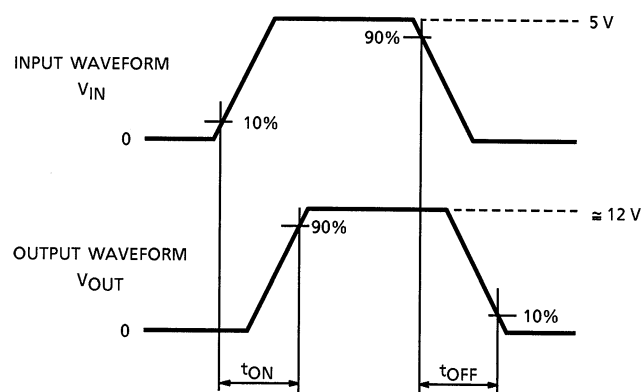 5 V
90%
INPUT WAVEFORM
VIN
10%
0
≅ 12 V
90%
OUTPUT WAVEFORM
VOUT
10%
0
tON
tOFF